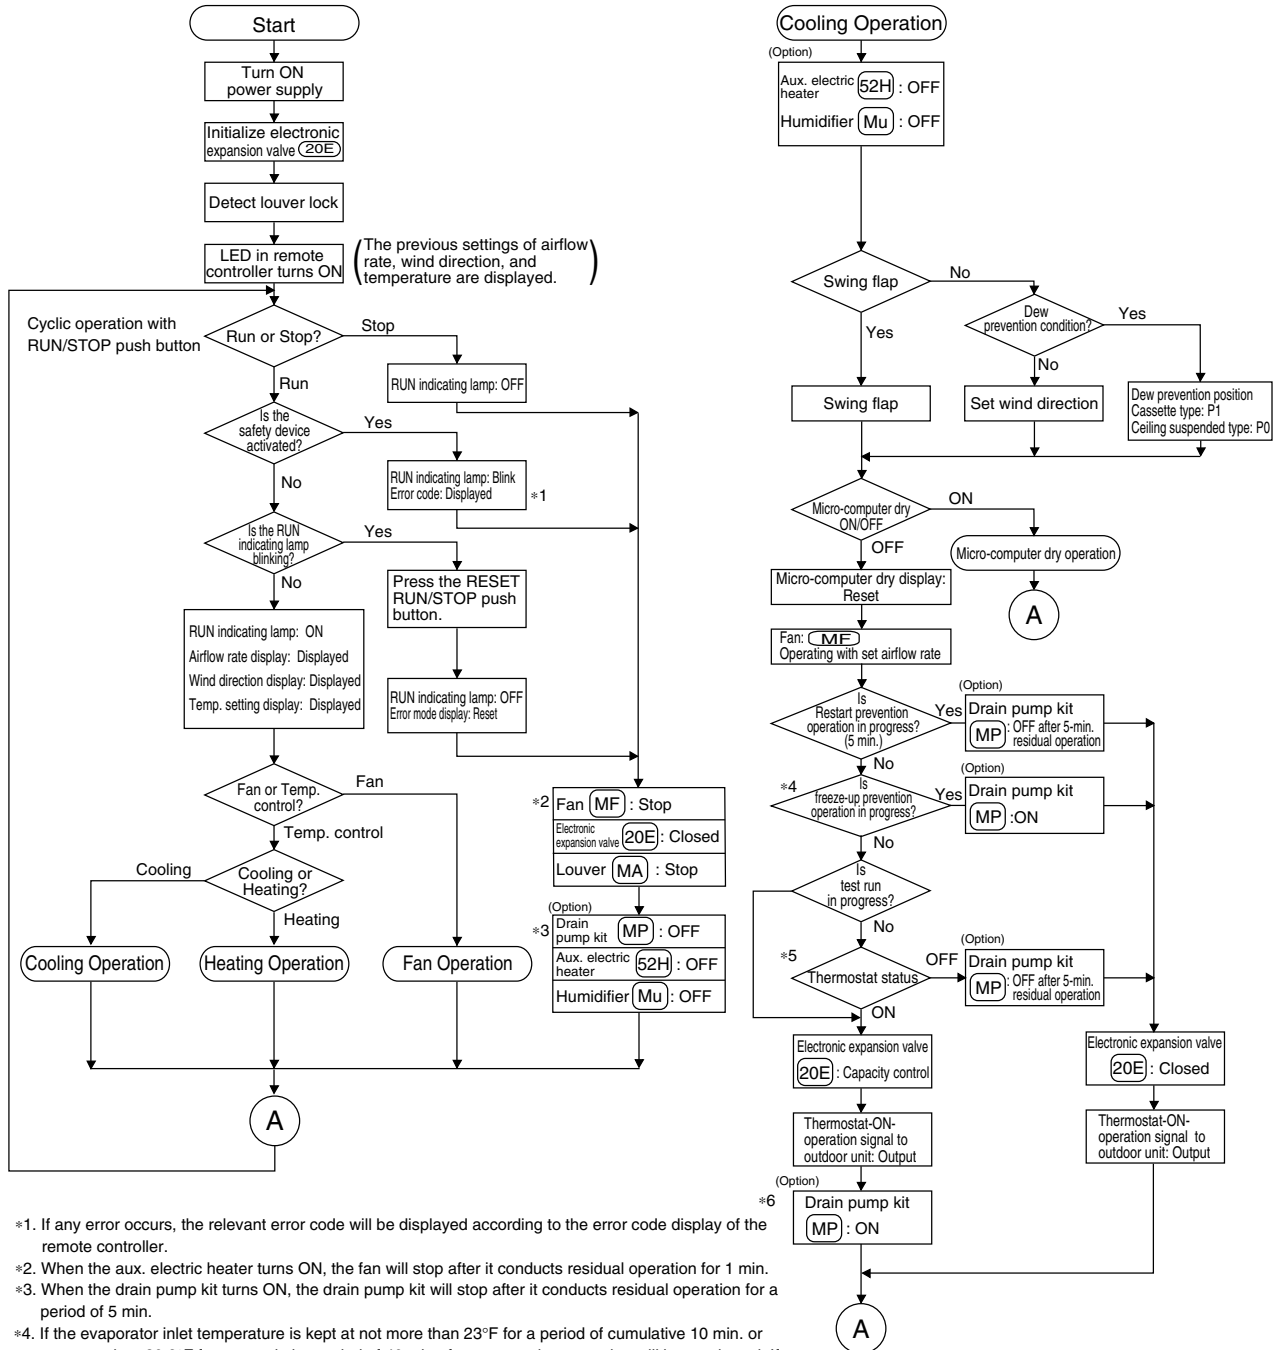 Start
Turn ON
power supply
Initialize electronic
expansion valve 20E
Detect louver lock
LED in remote
controller turns ON
(The previous settings of airflow
rate, wind direction, and
temperature are displayed.)
Cyclic operation with
RUN/STOP push button
Run or Stop?
Stop
RUN indicating lamp: OFF
Run
Is the
safety device
activated?
Yes
RUN indicating lamp: Blink
Error code: Displayed
*1
No
Is the RUN
indicating lamp
blinking?
Yes
Press the RESET
RUN/STOP push
button.
No
RUN indicating lamp: ON
Airflow rate display: Displayed
Wind direction display: Displayed
Temp. setting display: Displayed
RUN indicating lamp: OFF
Error mode display: Reset
Fan or Temp.
control?
Fan
Temp. control
Cooling or
Heating?
Cooling
Heating
Cooling Operation
Heating Operation
Fan Operation
*2 Fan MF : Stop
Electronic
expansion valve 20E : Closed
Louver MA : Stop
(Option)
*3 Drain
pump kit MP : OFF
Aux. electric
heater 52H : OFF
Humidifier Mu : OFF
A
Cooling Operation
(Option)
Aux. electric
heater 52H : OFF
Humidifier Mu : OFF
Swing flap
No
Yes
Dew
prevention condition?
Yes
No
Swing flap
Set wind direction
Dew prevention position
Cassette type: P1
Ceiling suspended type: P0
Micro-computer dry
ON/OFF
ON
OFF
Micro-computer dry operation
A
Micro-computer dry display:
Reset
Fan: MF
Operating with set airflow rate
Is
Restart prevention
operation in progress?
(5 min.)
Yes
(Option)
Drain pump kit
MP : OFF after 5-min.
residual operation
No
*4
Is
freeze-up prevention
operation in progress?
Yes
(Option)
Drain pump kit
MP :ON
No
Is
test run
in progress?
No
*5
Thermostat status
OFF
(Option)
Drain pump kit
MP : OFF after 5-min.
residual operation
ON
Electronic expansion valve
20E : Capacity control
Electronic expansion valve
20E : Closed
Thermostat-ON-
operation signal to
outdoor unit: Output
Thermostat-ON-
operation signal to
outdoor unit: Output
(Option)
*6
Drain pump kit
MP : ON
A
*1. If any error occurs, the relevant error code will be displayed according to the error code display of the
remote controller.
*2. When the aux. electric heater turns ON, the fan will stop after it conducts residual operation for 1 min.
*3. When the drain pump kit turns ON, the drain pump kit will stop after it conducts residual operation for a
period of 5 min.
*4. If the evaporator inlet temperature is kept at not more than 23°F for a period of cumulative 10 min. or